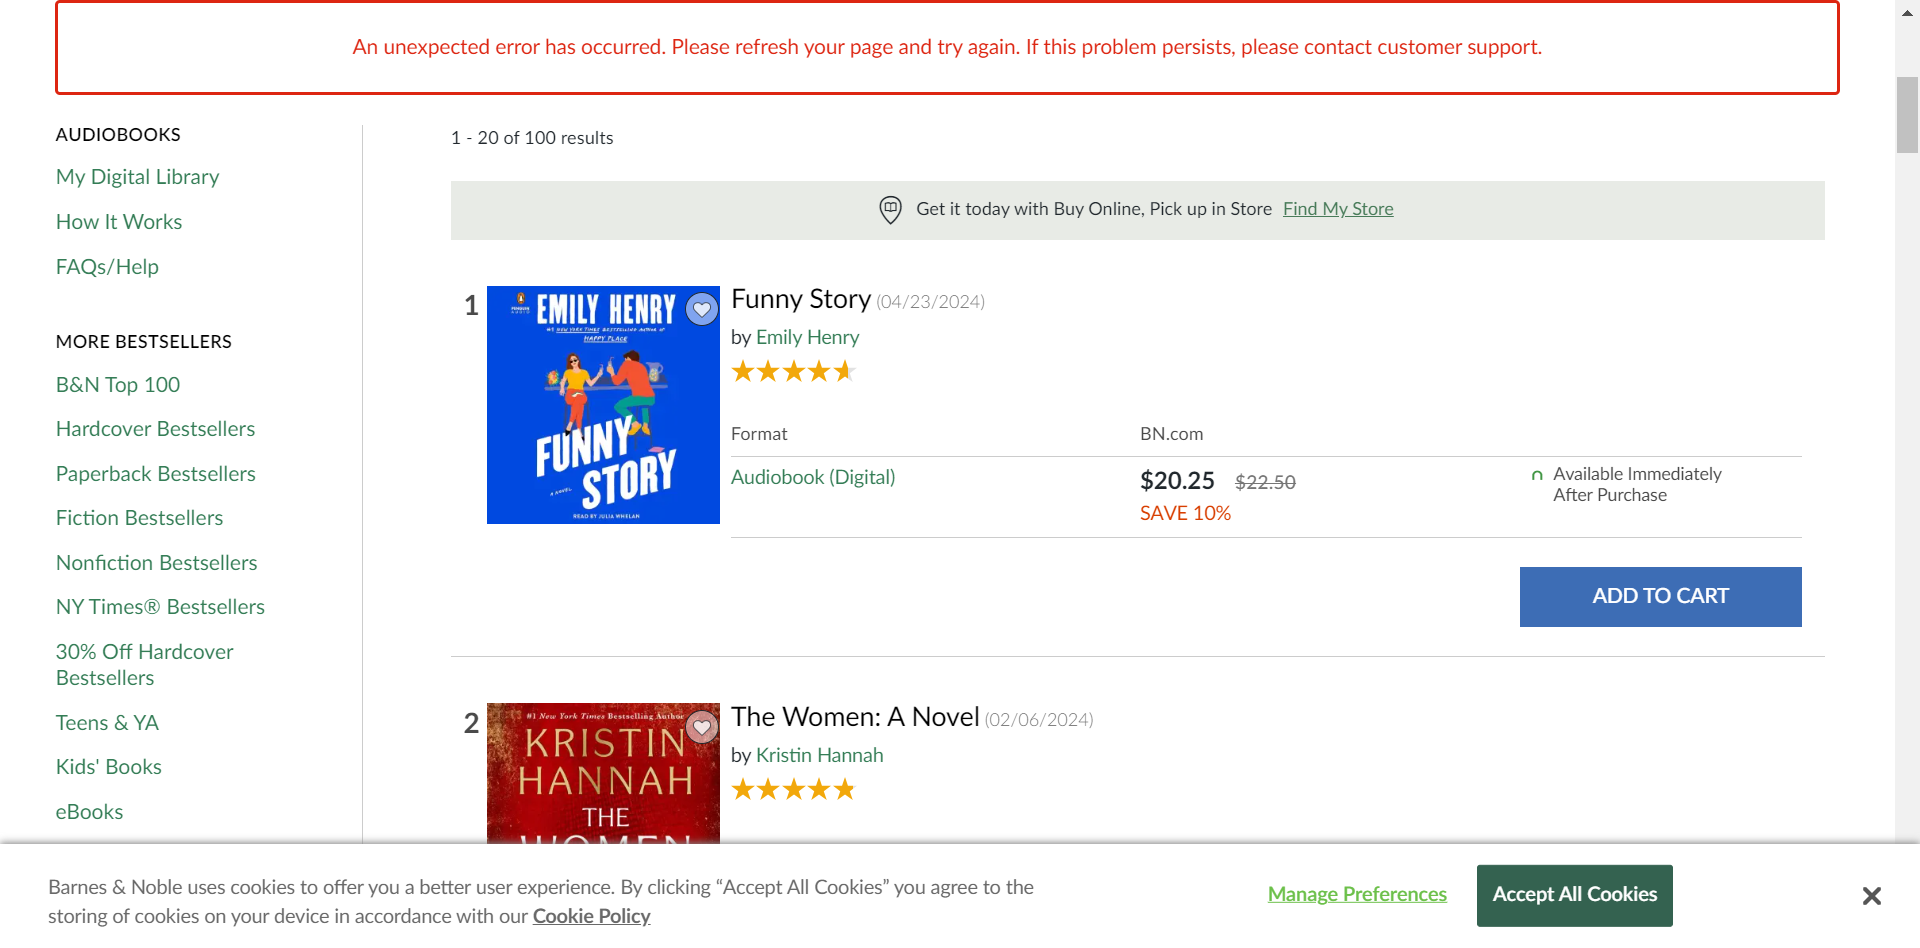 An unexpected error has occurred. Please refresh your page and try again. If this problem persists, please contact customer support.
AUDIOBOOKS
My Digital Library
How It Works
FAQs/Help
MORE BESTSELLERS
B&N Top 100
Hardcover Bestsellers
Paperback Bestsellers
Fiction Bestsellers
Nonfiction Bestsellers
NY Times® Bestsellers
30% Off Hardcover
Bestsellers
Teens & YA
Kids' Books
eBooks
1 - 20 of 100 results
Get it today with Buy Online, Pick up in Store Find My Store
1
EMILY HENRY
#1 NEW YORK TIMES BESTSELLING AUTHOR OF
HAPPY PLACE
FUNNY
STORY
A NOVEL
READ BY JULIA WHELAN
Funny Story (04/23/2024)
by Emily Henry
Format BN.com
Audiobook (Digital) $20.25 $22.50 Available Immediately
After Purchase
SAVE 10%
ADD TO CART
2
#1 New York Times Bestselling Author
KRISTIN
HANNAH
THE
WOMEN
The Women: A Novel (02/06/2024)
by Kristin Hannah
Barnes & Noble uses cookies to offer you a better user experience. By clicking “Accept All Cookies” you agree to the
storing of cookies on your device in accordance with our Cookie Policy
Manage Preferences
Accept All Cookies